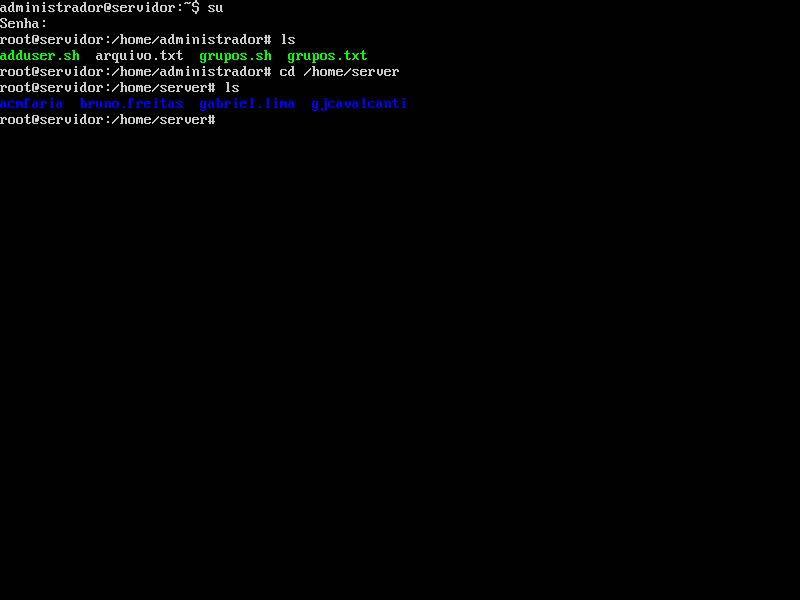 administrador@servidor:~$ su
Senha:
root@servidor:/home/administrador# ls
adduser.sh  arquivo.txt  grupos.sh  grupos.txt
root@servidor:/home/administrador# cd /home/server
root@servidor:/home/server# ls
acmfaria  bruno.freitas  gabriel.lima  gjcavalcanti
root@servidor:/home/server#